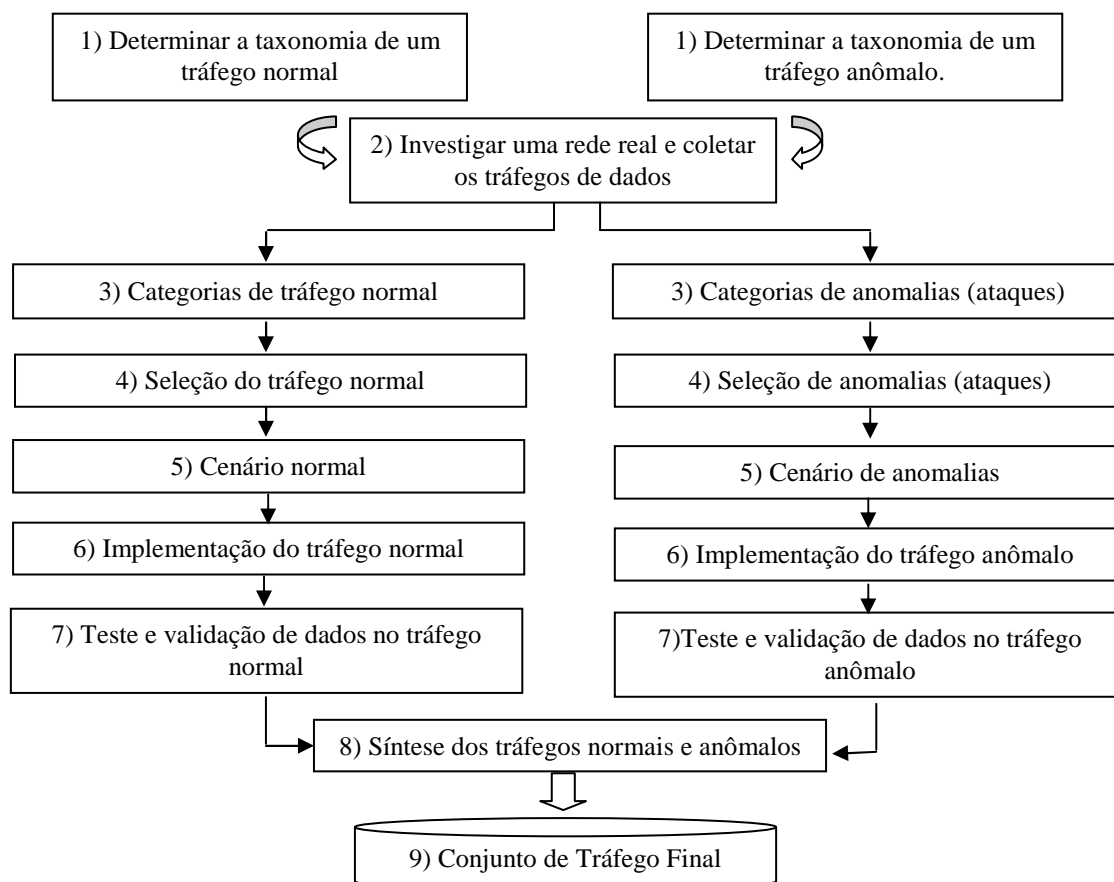 1) Determinar a taxonomia de um
tráfego normal
1) Determinar a taxonomia de um
tráfego anômalo.
2) Investigar uma rede real e coletar
os tráfegos de dados
3) Categorias de tráfego normal
3) Categorias de anomalias (ataques)
4) Seleção do tráfego normal
4) Seleção de anomalias (ataques)
5) Cenário normal
5) Cenário de anomalias
6) Implementação do tráfego normal
6) Implementação do tráfego anômalo
7) Teste e validação de dados no tráfego
normal
7)Teste e validação de dados no tráfego
anômalo
8) Síntese dos tráfegos normais e anômalos
9) Conjunto de Tráfego Final